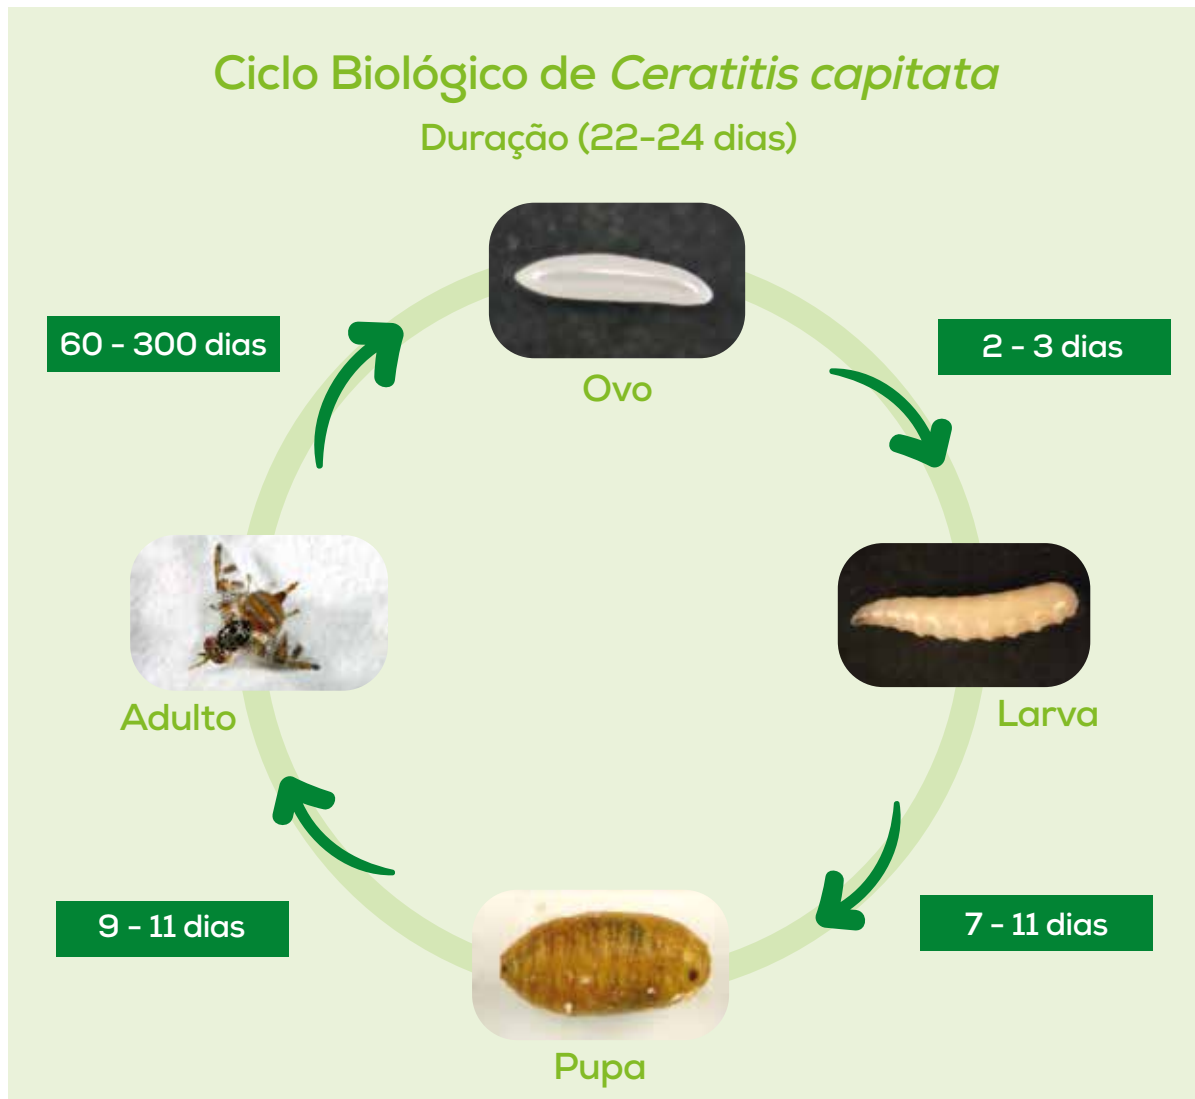 Ciclo Biológico de Ceratitis capitata
Duração (22-24 dias)
60 - 300 dias
2 - 3 dias
Ovo
Adulto
Larva
9 - 11 dias
7 - 11 dias
Pupa